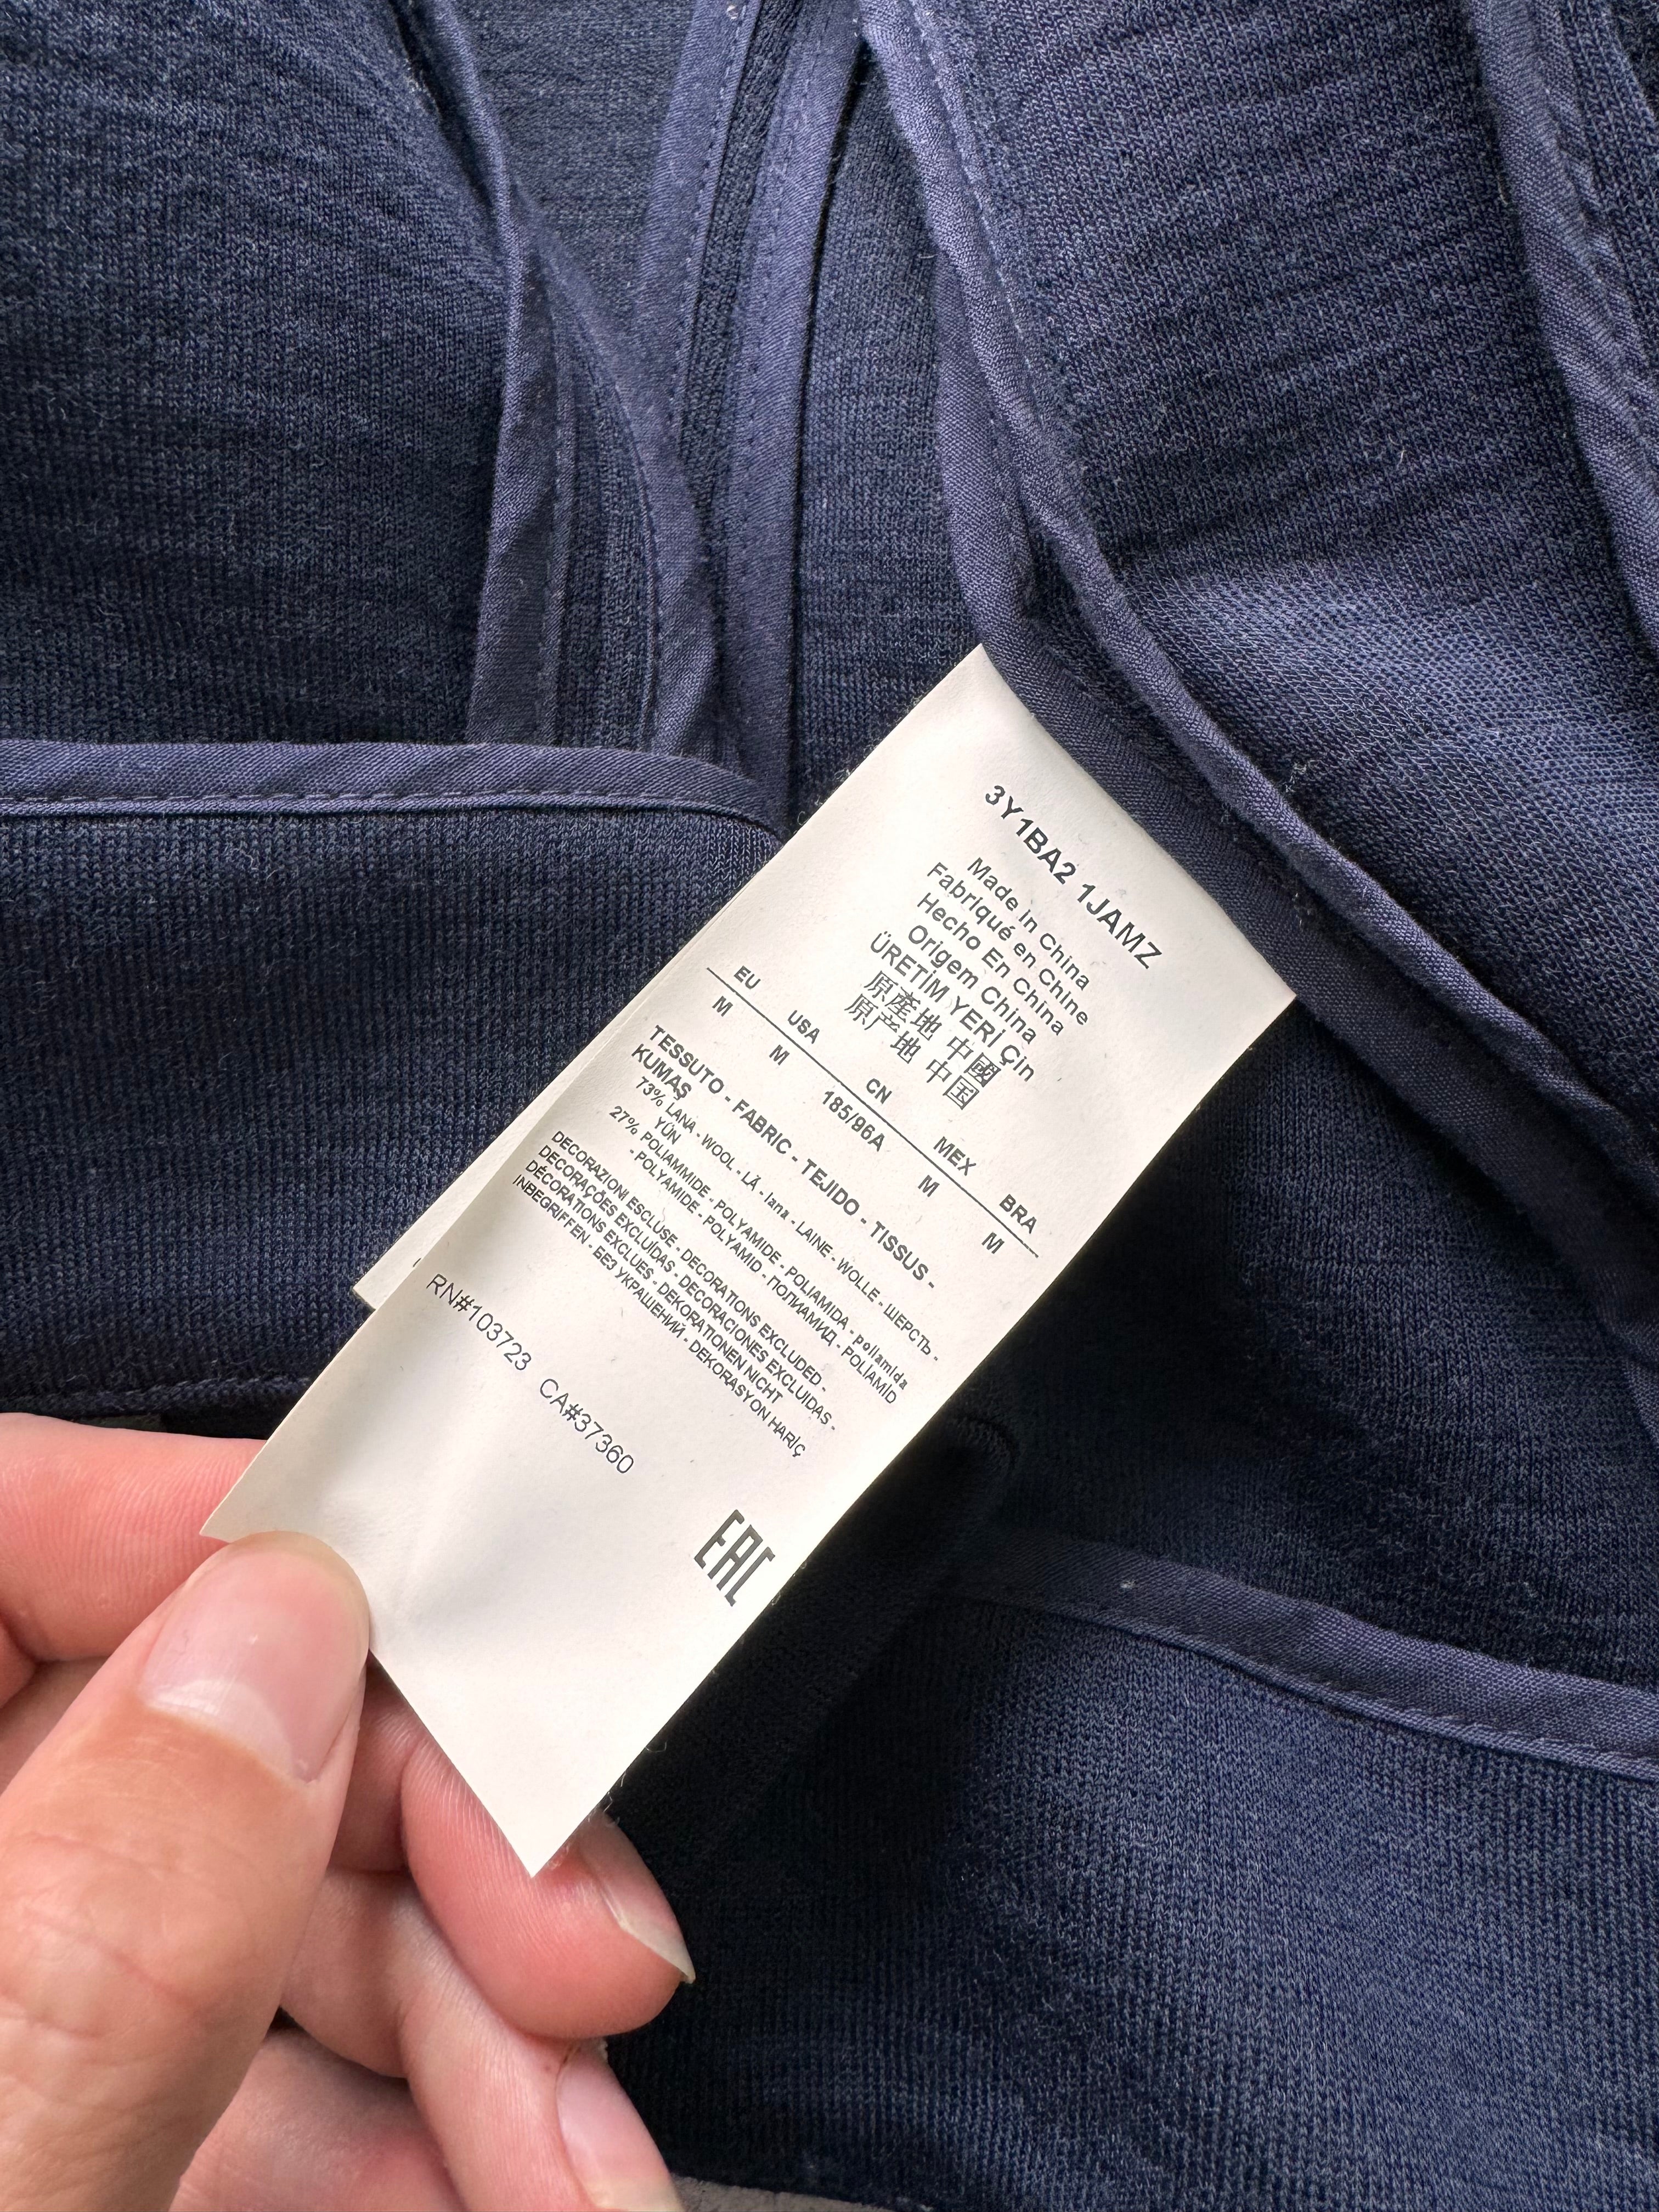 3Y1BA2 1JAMZ
Made in China
Fabriqué en Chine
Hecho En China
Origem China
ÜRETİM YERİ Çin
原產地 中國
原产地 中国
EU USA CN MEX BRA
M M 185/96A M M
TESSUTO - FABRIC - TEJIDO - TISSUS -
KUMAŞ
73% LANA - WOOL - LÃ - lana - LAINE - WOLLE - ШЕРСТЬ -
YÜN
27% POLIAMMIDE - POLYAMIDE - POLIAMIDA - poliamida
- POLYAMIDE - POLYAMID - ПОЛИАМИД - POLİAMİD
DECORAZIONI ESCLUSE - DECORATIONS EXCLUDED -
DECORAÇÕES EXCLUÍDAS - DECORACIONES EXCLUIDAS -
DÉCORATIONS EXCLUES - DEKORATIONEN NICHT
INBEGRIFFEN - БЕЗ УКРАШЕНИЙ - DEKORASYON HARİÇ
RN#103723 CA#37360
EAC